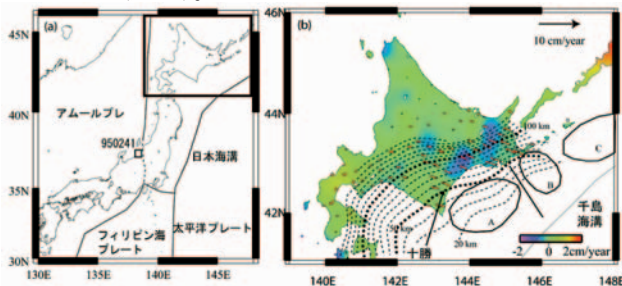 (a)
45N
40N
35N
30N
130E
135E
140E
145E
アムールプレ
950241
日本海溝
太平洋プレート
フィリピン海
プレート
(b)
46N
44N
42N
140E
142E
144E
146E
148E
10 cm/year
100 km
50 km
20 km
A
B
C
十勝
千島
海溝
-2 0 2cm/year